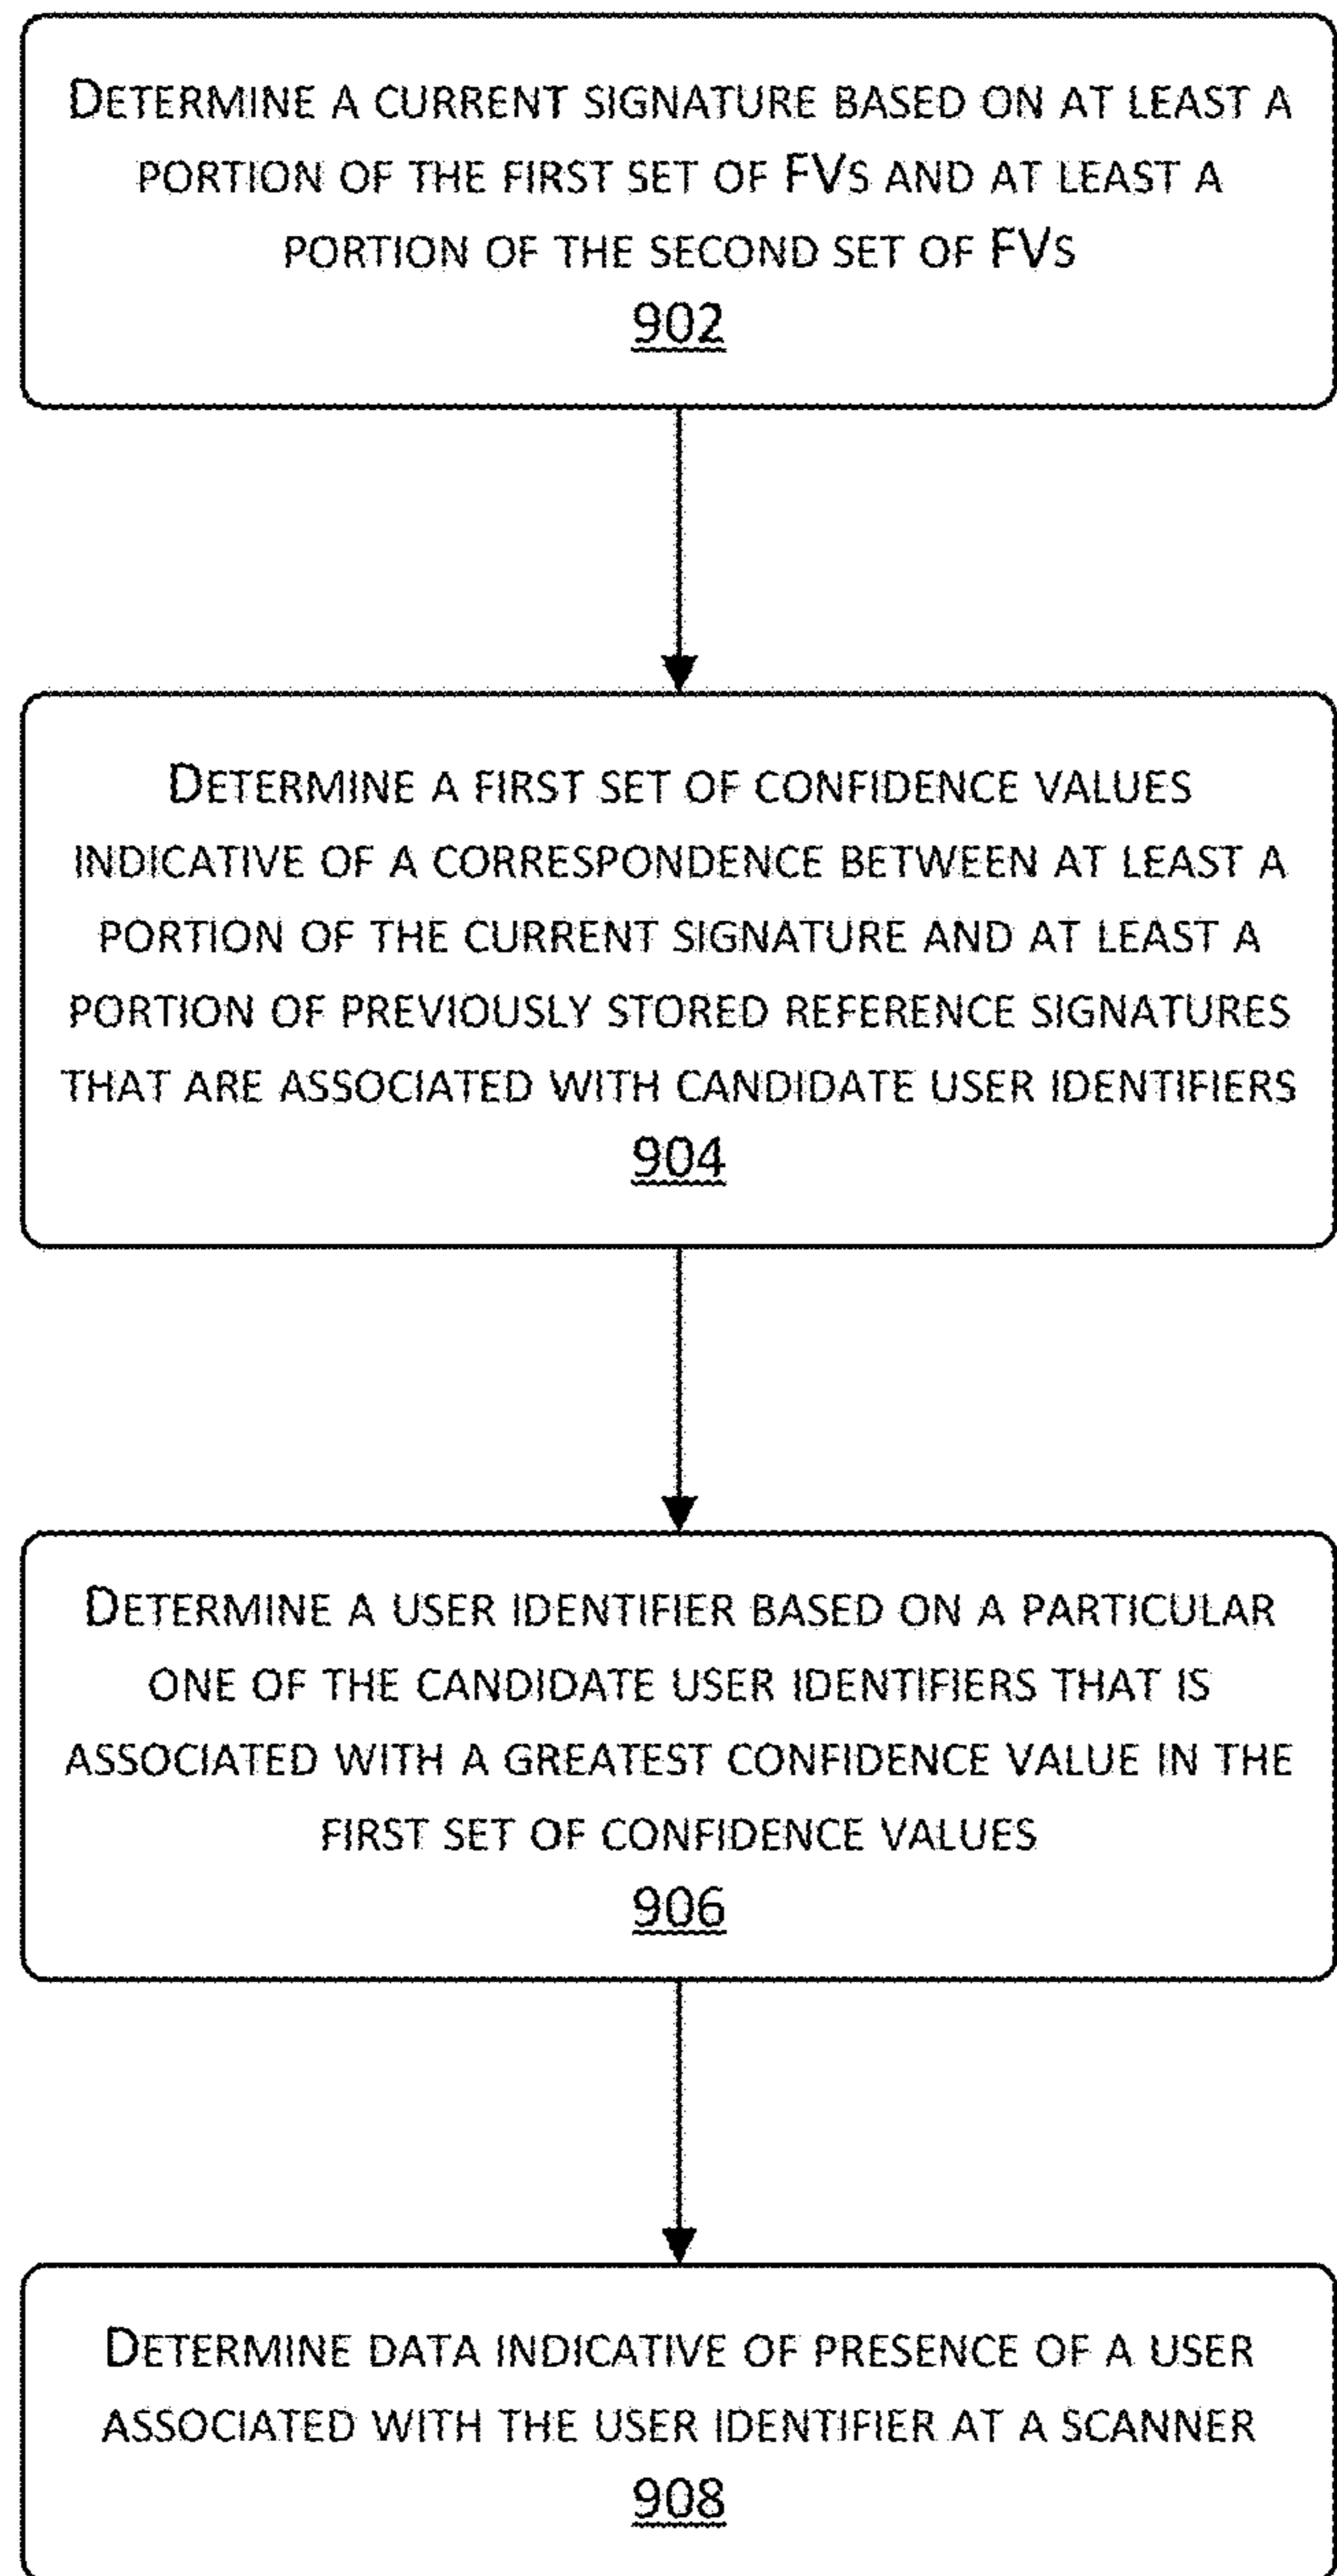 DETERMINE A CURRENT SIGNATURE BASED ON AT LEAST A
PORTION OF THE FIRST SET OF FVS AND AT LEAST A
PORTION OF THE SECOND SET OF FVS
902
DETERMINE A FIRST SET OF CONFIDENCE VALUES
INDICATIVE OF A CORRESPONDENCE BETWEEN AT LEAST A
PORTION OF THE CURRENT SIGNATURE AND AT LEAST A
PORTION OF PREVIOUSLY STORED REFERENCE SIGNATURES
THAT ARE ASSOCIATED WITH CANDIDATE USER IDENTIFIERS
904
DETERMINE A USER IDENTIFIER BASED ON A PARTICULAR
ONE OF THE CANDIDATE USER IDENTIFIERS THAT IS
ASSOCIATED WITH A GREATEST CONFIDENCE VALUE IN THE
FIRST SET OF CONFIDENCE VALUES
906
DETERMINE DATA INDICATIVE OF PRESENCE OF A USER
ASSOCIATED WITH THE USER IDENTIFIER AT A SCANNER
908